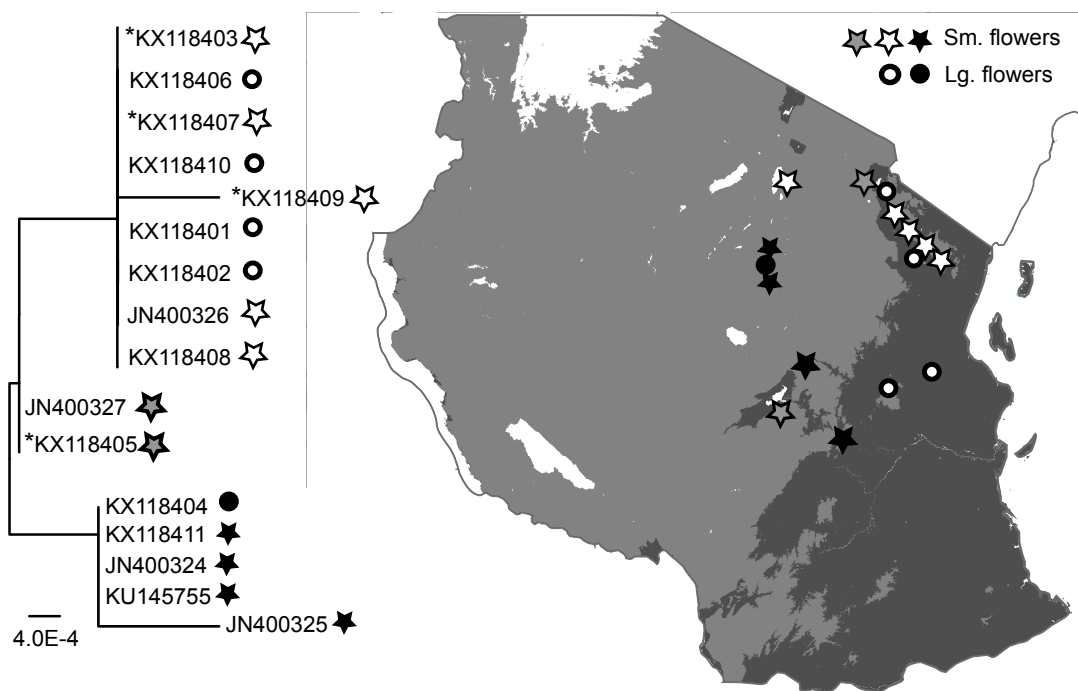 *KX118403
KX118406
*KX118407
KX118410
*KX118409
KX118401
KX118402
JN400326
KX118408
JN400327
*KX118405
KX118404
KX118411
JN400324
KU145755
JN400325
4.0E-4
Sm. flowers
Lg. flowers